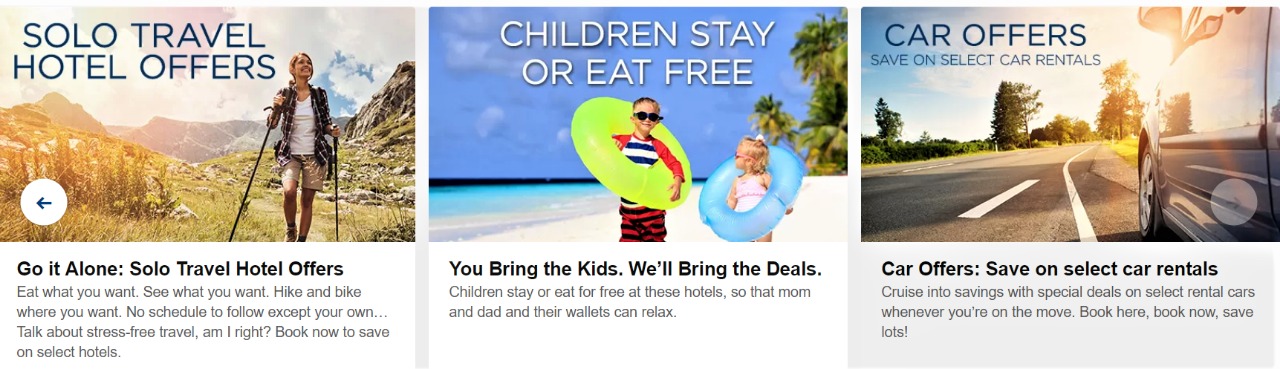 SOLO TRAVEL
HOTEL OFFERS
Go it Alone: Solo Travel Hotel Offers
Eat what you want. See what you want. Hike and bike
where you want. No schedule to follow except your own…
Talk about stress-free travel, am I right? Book now to save
on select hotels.
CHILDREN STAY
OR EAT FREE
You Bring the Kids. We’ll Bring the Deals.
Children stay or eat for free at these hotels, so that mom
and dad and their wallets can relax.
CAR OFFERS
SAVE ON SELECT CAR RENTALS
Car Offers: Save on select car rentals
Cruise into savings with special deals on select rental cars
whenever you’re on the move. Book here, book now, save
lots!